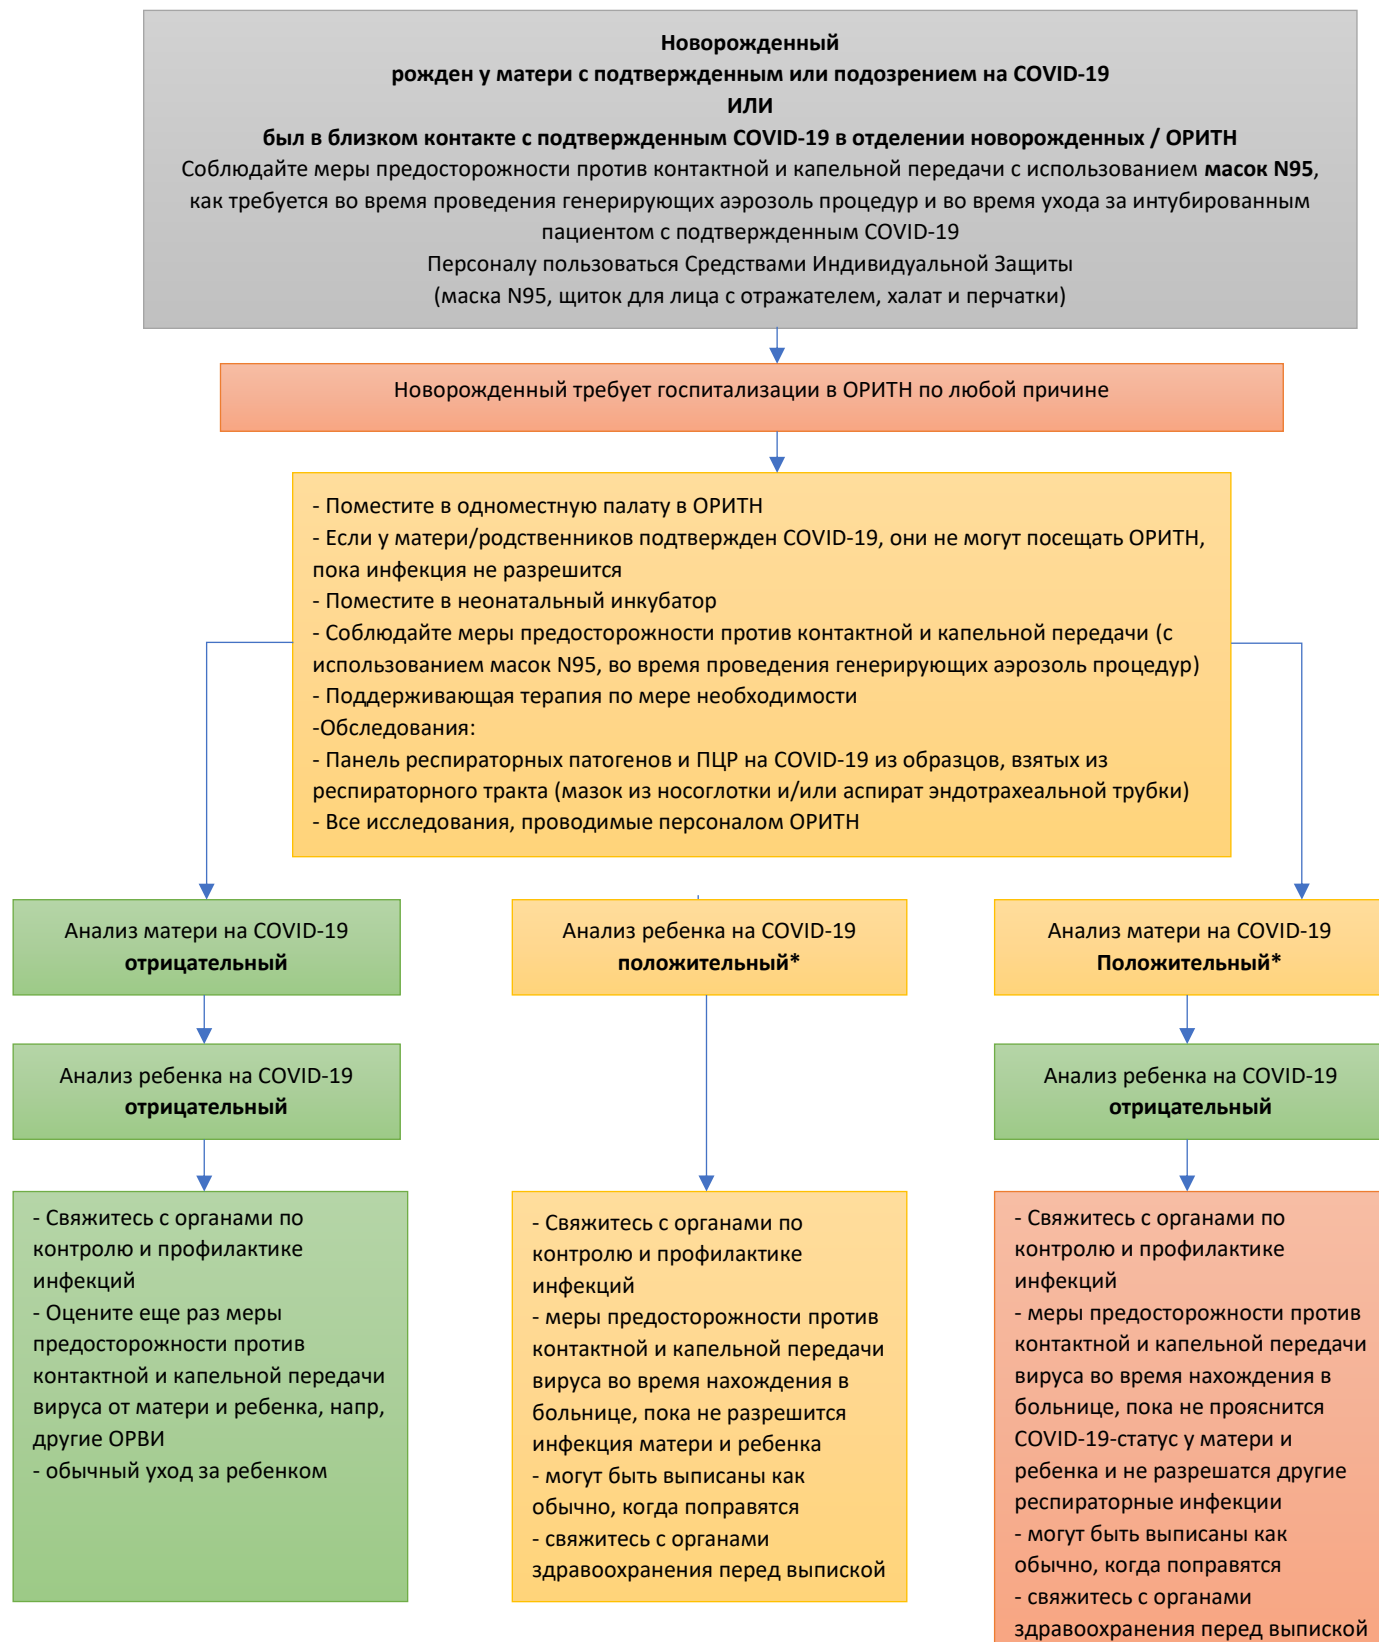 Новорожденный
рожден у матери с подтвержденным или подозрением на COVID-19
ИЛИ
был в близком контакте с подтвержденным COVID-19 в отделении новорожденных / ОРИТН
Соблюдайте меры предосторожности против контактной и капельной передачи с использованием масок N95,
как требуется во время проведения генерирующих аэрозоль процедур и во время ухода за интубированным
пациентом с подтвержденным COVID-19
Персоналу пользоваться Средствами Индивидуальной Защиты
(маска N95, щиток для лица с отражателем, халат и перчатки)
Новорожденный требует госпитализации в ОРИТН по любой причине
- Поместите в одноместную палату в ОРИТН
- Если у матери/родственников подтвержден COVID-19, они не могут посещать ОРИТН,
пока инфекция не разрешится
- Поместите в неонатальный инкубатор
- Соблюдайте меры предосторожности против контактной и капельной передачи (с
использованием масок N95, во время проведения генерирующих аэрозоль процедур)
- Поддерживающая терапия по мере необходимости
-Обследования:
- Панель респираторных патогенов и ПЦР на COVID-19 из образцов, взятых из
респираторного тракта (мазок из носоглотки и/или аспират эндотрахеальной трубки)
- Все исследования, проводимые персоналом ОРИТН
Анализ матери на COVID-19
отрицательный
Анализ ребенка на COVID-19
отрицательный
- Свяжитесь с органами по
контролю и профилактике
инфекций
- Оцените еще раз меры
предосторожности против
контактной и капельной передачи
вируса от матери и ребенка, напр,
другие ОРВИ
- обычный уход за ребенком
Анализ ребенка на COVID-19
положительный*
- Свяжитесь с органами по
контролю и профилактике
инфекций
- меры предосторожности против
контактной и капельной передачи
вируса во время нахождения в
больнице, пока не разрешится
инфекция матери и ребенка
- могут быть выписаны как
обычно, когда поправятся
- свяжитесь с органами
здравоохранения перед выпиской
Анализ матери на COVID-19
Положительный*
Анализ ребенка на COVID-19
отрицательный
- Свяжитесь с органами по
контролю и профилактике
инфекций
- меры предосторожности против
контактной и капельной передачи
вируса во время нахождения в
больнице, пока не прояснится
COVID-19-статус у матери и
ребенка и не разрешатся другие
респираторные инфекции
- могут быть выписаны как
обычно, когда поправятся
- свяжитесь с органами
здравоохранения перед выпиской